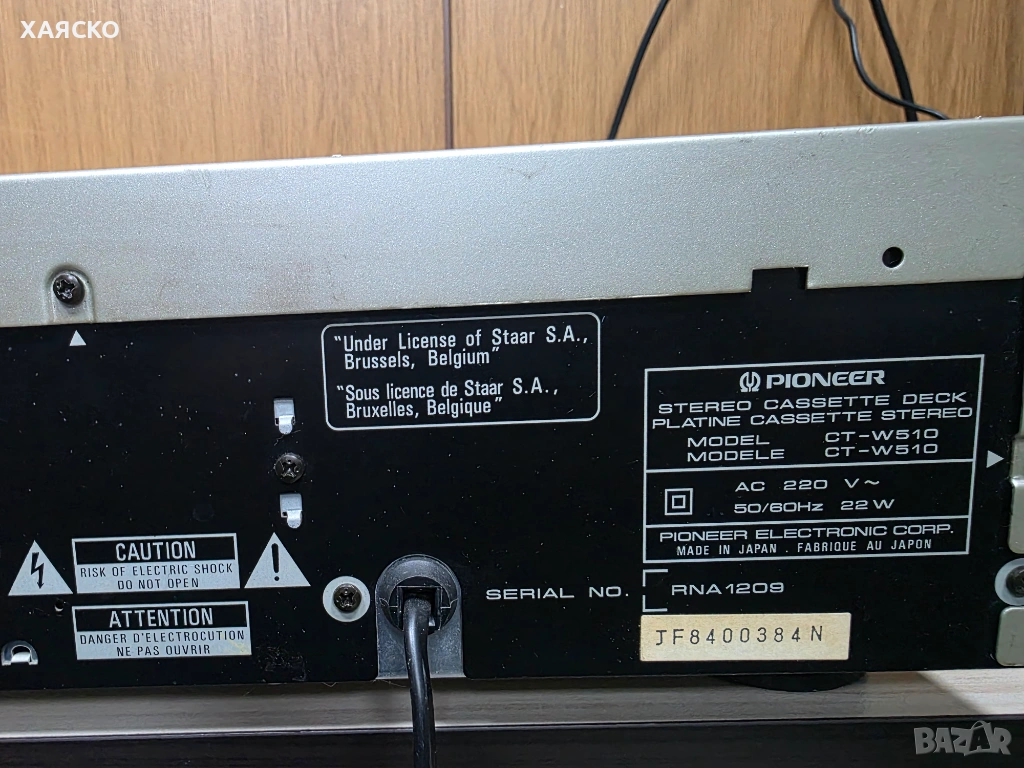 ХАЯСКО
"Under License of Staar S.A.,
Brussels, Belgium"
"Sous licence de Staar S.A.,
Bruxelles, Belgique"
PIONEER
STEREO CASSETTE DECK
PLATINE CASSETTE STEREO
MODEL CT-W510
MODELE CT-W510
AC 220 V~
50/60Hz 22W
PIONEER ELECTRONIC CORP.
MADE IN JAPAN . FABRIQUE AU JAPON
CAUTION
RISK OF ELECTRIC SHOCK
DO NOT OPEN
ATTENTION
DANGER D'ELECTROCUTION
NE PAS OUVRIR
SERIAL NO. RNA1209
JF8400384N
BAZAR